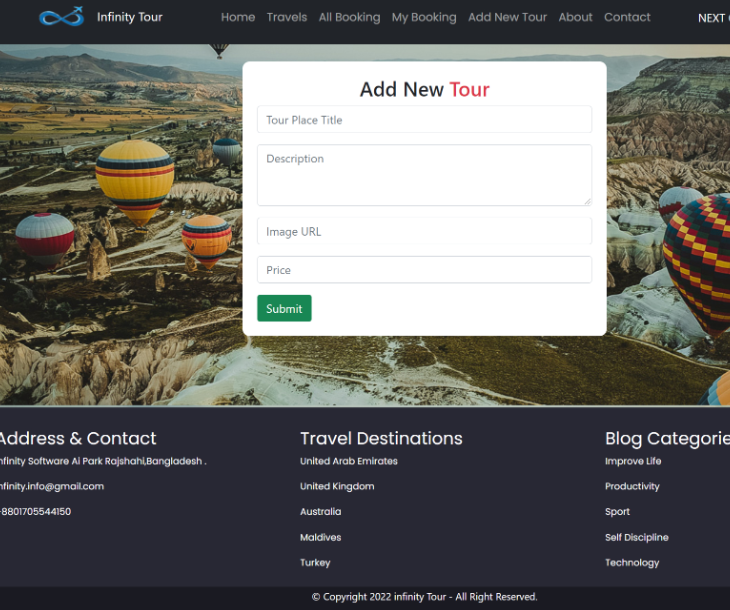 Infinity Tour
Home Travels All Booking My Booking Add New Tour About Contact
NEXT
Add New Tour
Tour Place Title
Description
Image URL
Price
Submit
Address & Contact
nfinity Software Ai Park Rajshahi,Bangladesh .
nfinity.info@gmail.com
8801705544150
Travel Destinations
United Arab Emirates
United Kingdom
Australia
Maldives
Turkey
Blog Categorie
Improve Life
Productivity
Sport
Self Discipline
Technology
© Copyright 2022 infinity Tour - All Right Reserved.